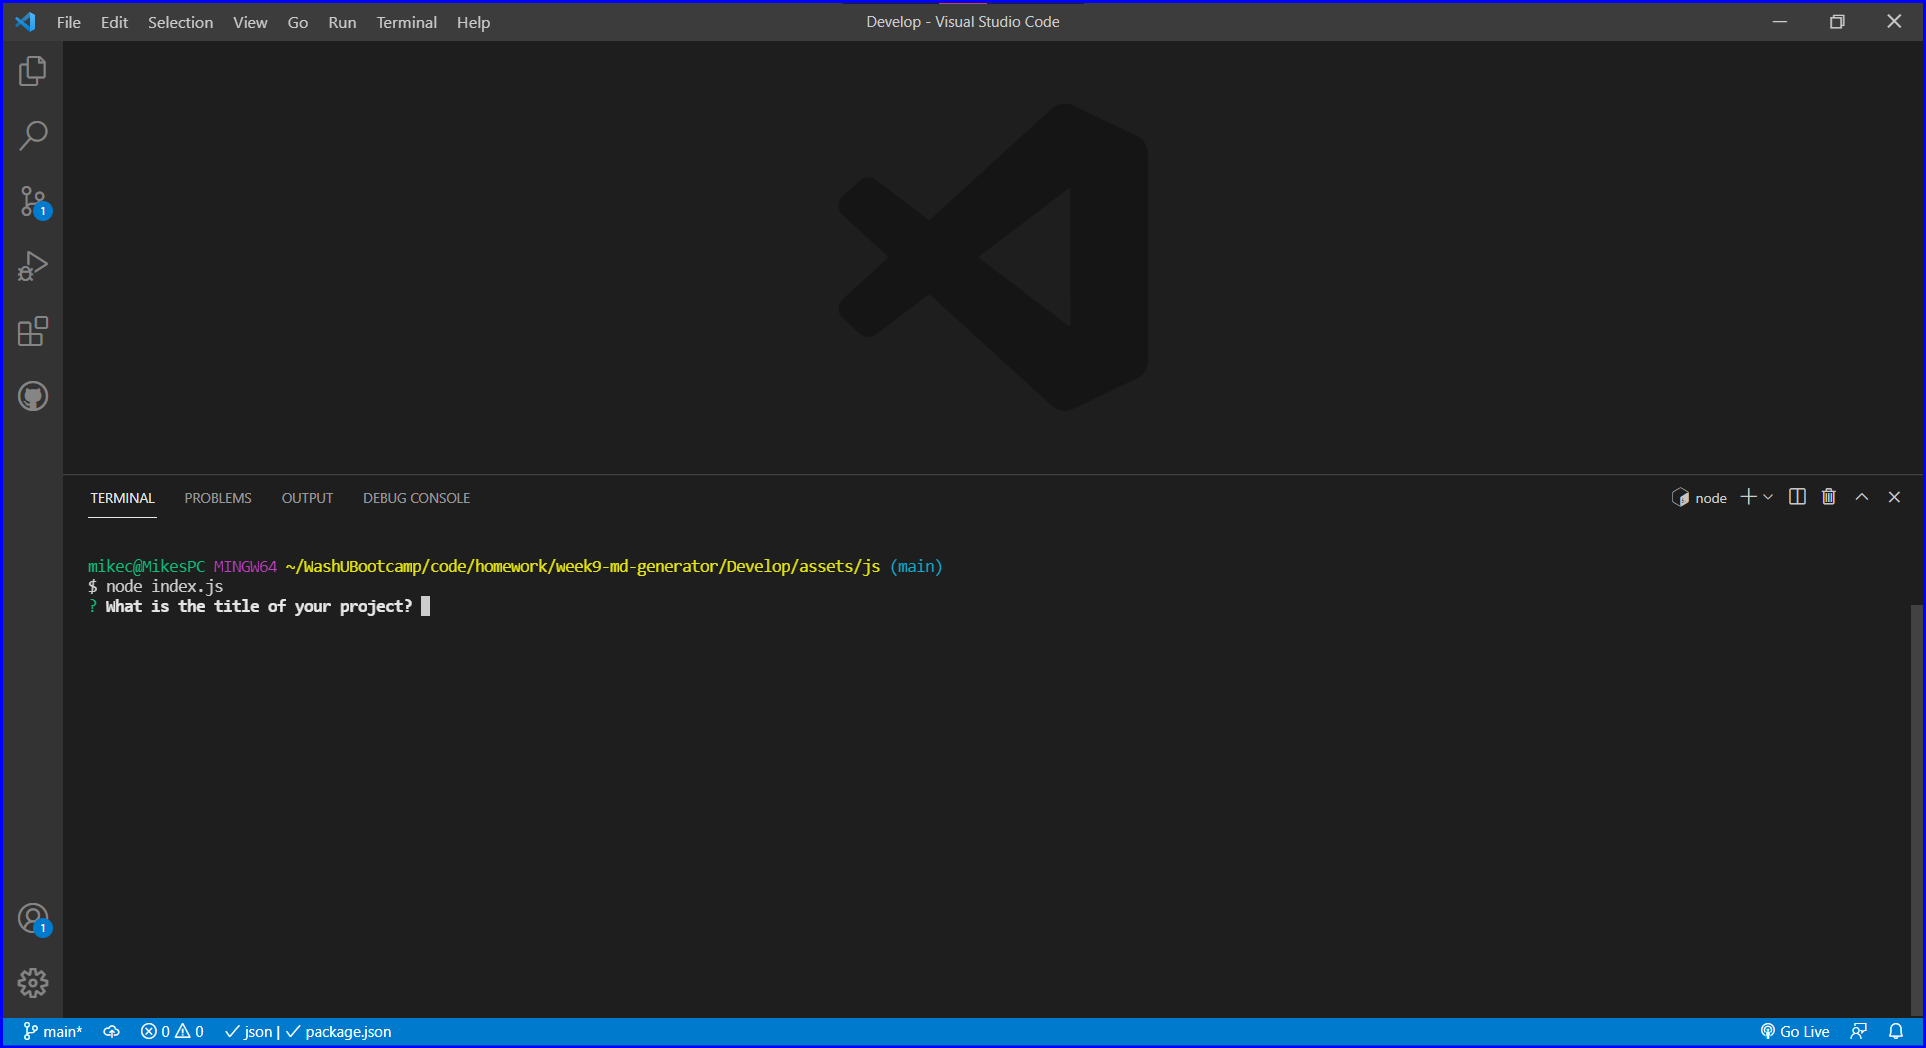 File Edit Selection View Go Run Terminal Help Develop - Visual Studio Code
1
TERMINAL PROBLEMS OUTPUT DEBUG CONSOLE node
mikec@MikesPC MINGW64 ~/WashUBootcamp/code/homework/week9-md-generator/Develop/assets/js (main)
$ node index.js
? What is the title of your project?
1
main* 0 0 json | package.json Go Live